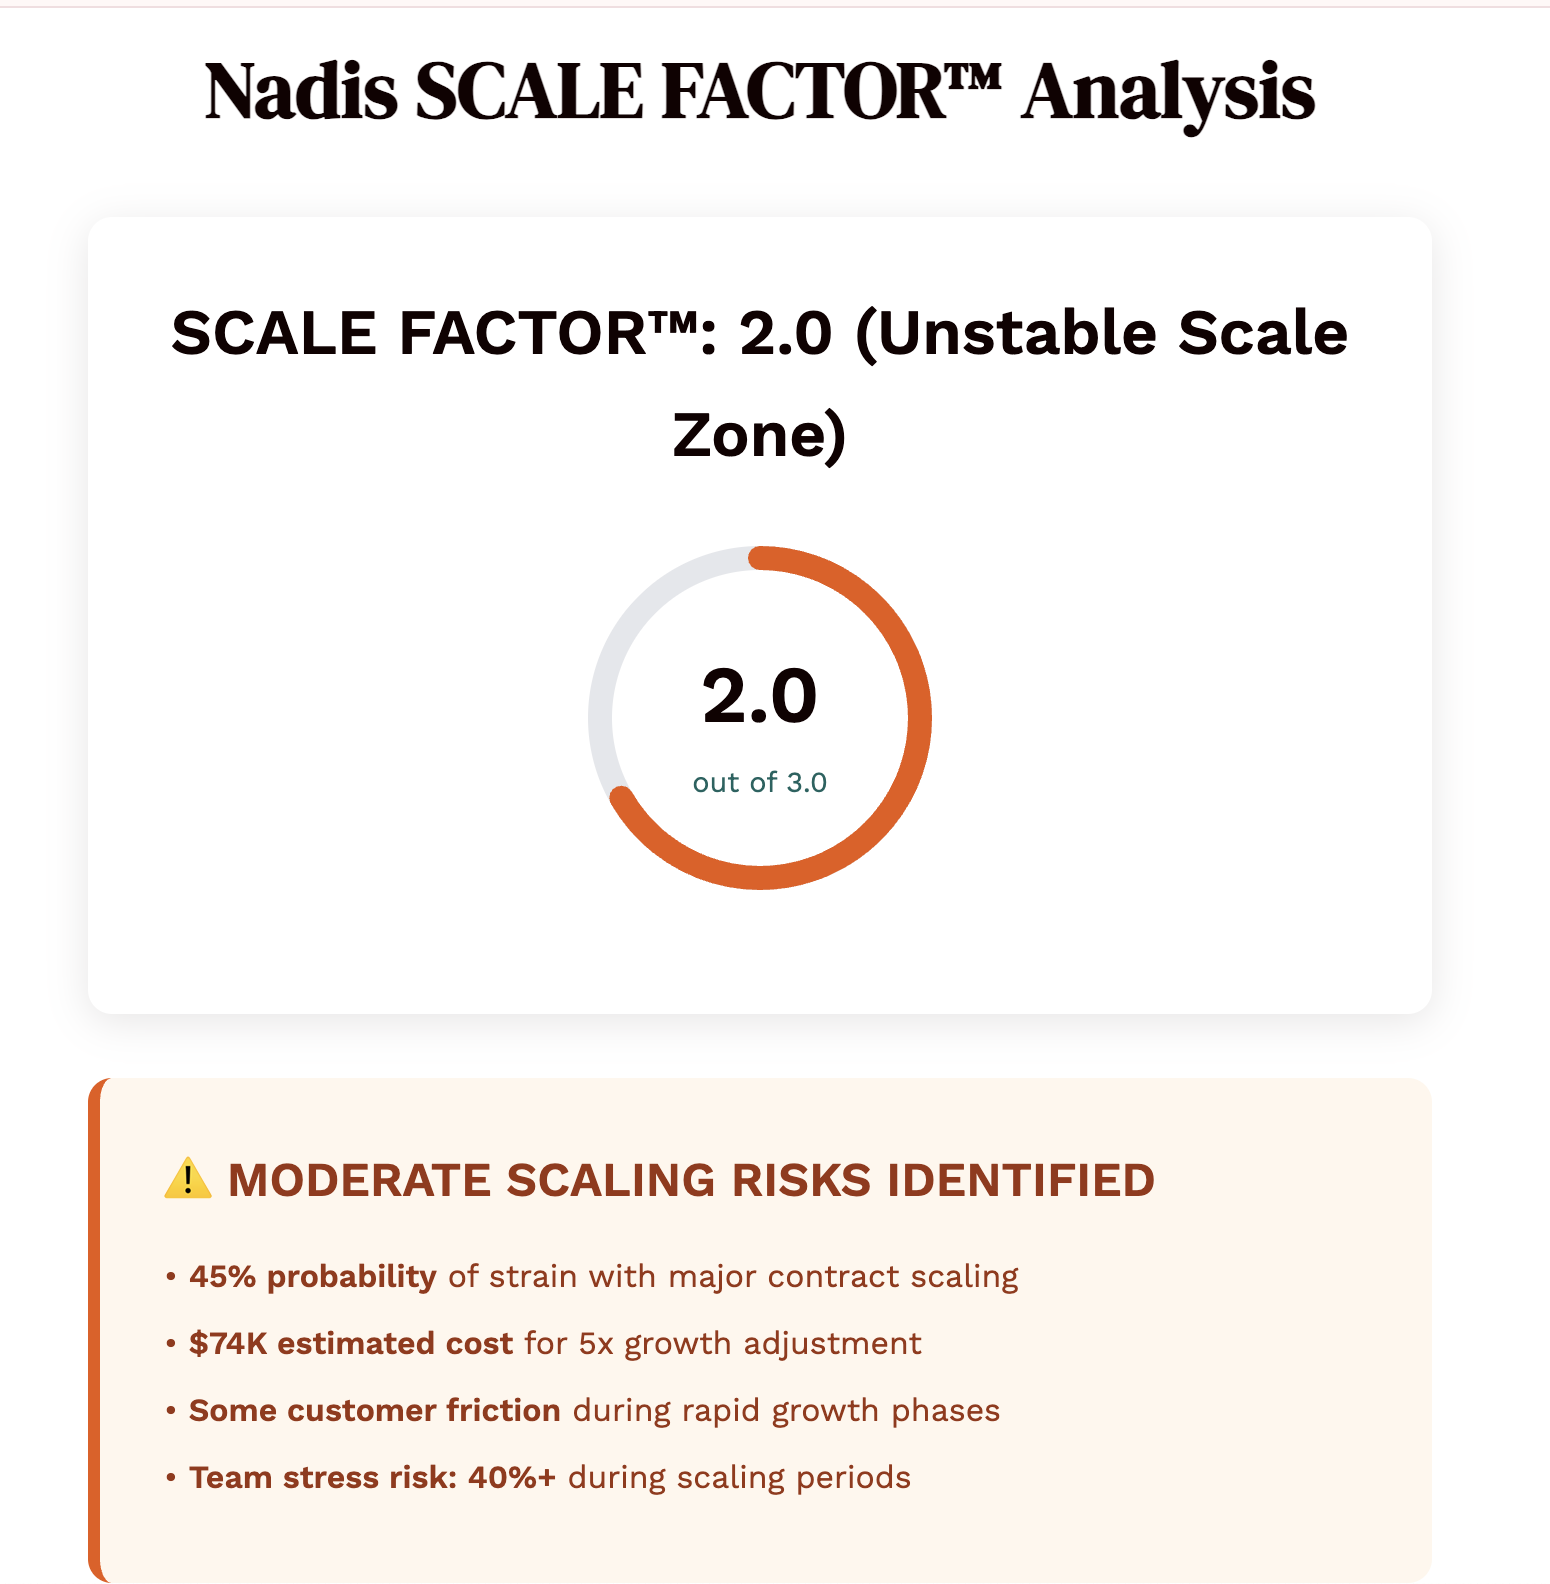 Nadis SCALE FACTOR™ Analysis
SCALE FACTOR™: 2.0 (Unstable Scale
Zone)
2.0
out of 3.0
⚠️ MODERATE SCALING RISKS IDENTIFIED
• 45% probability of strain with major contract scaling
• $74K estimated cost for 5x growth adjustment
• Some customer friction during rapid growth phases
• Team stress risk: 40%+ during scaling periods